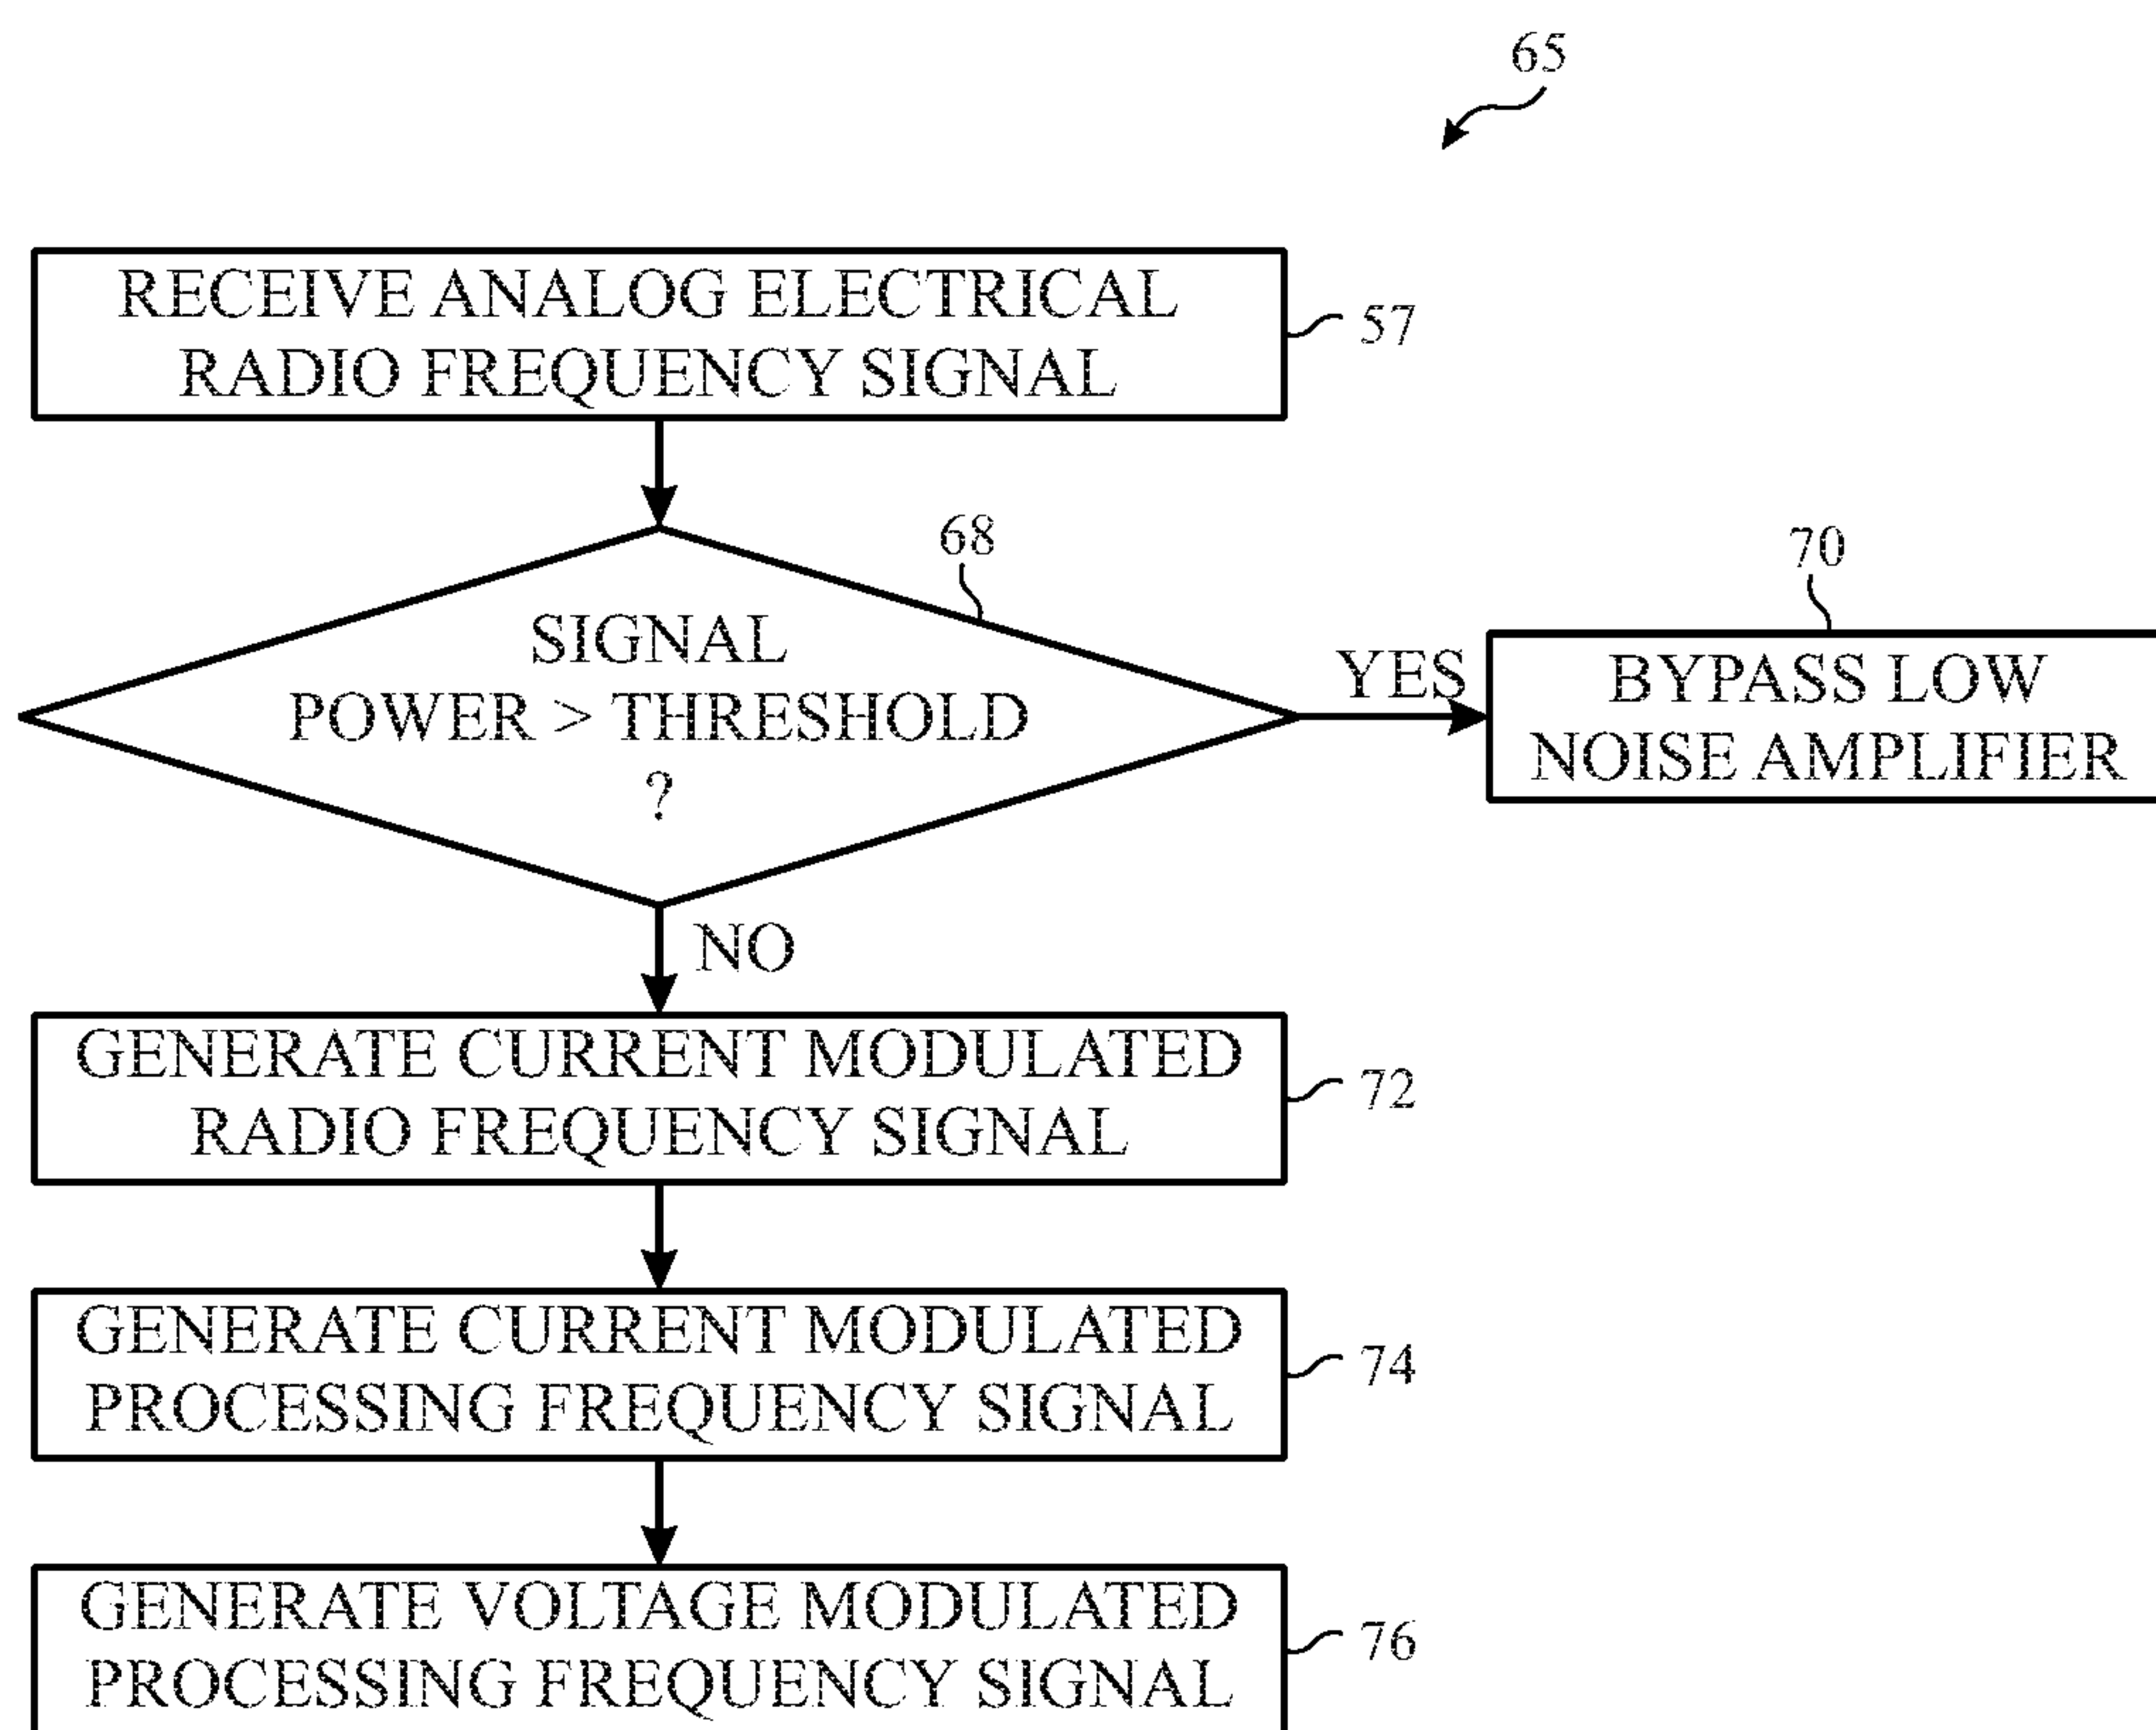 65
RECEIVE ANALOG ELECTRICAL
RADIO FREQUENCY SIGNAL
57
68
SIGNAL
POWER > THRESHOLD
?
YES
70
BYPASS LOW
NOISE AMPLIFIER
NO
GENERATE CURRENT MODULATED
RADIO FREQUENCY SIGNAL
72
GENERATE CURRENT MODULATED
PROCESSING FREQUENCY SIGNAL
74
GENERATE VOLTAGE MODULATED
PROCESSING FREQUENCY SIGNAL
76